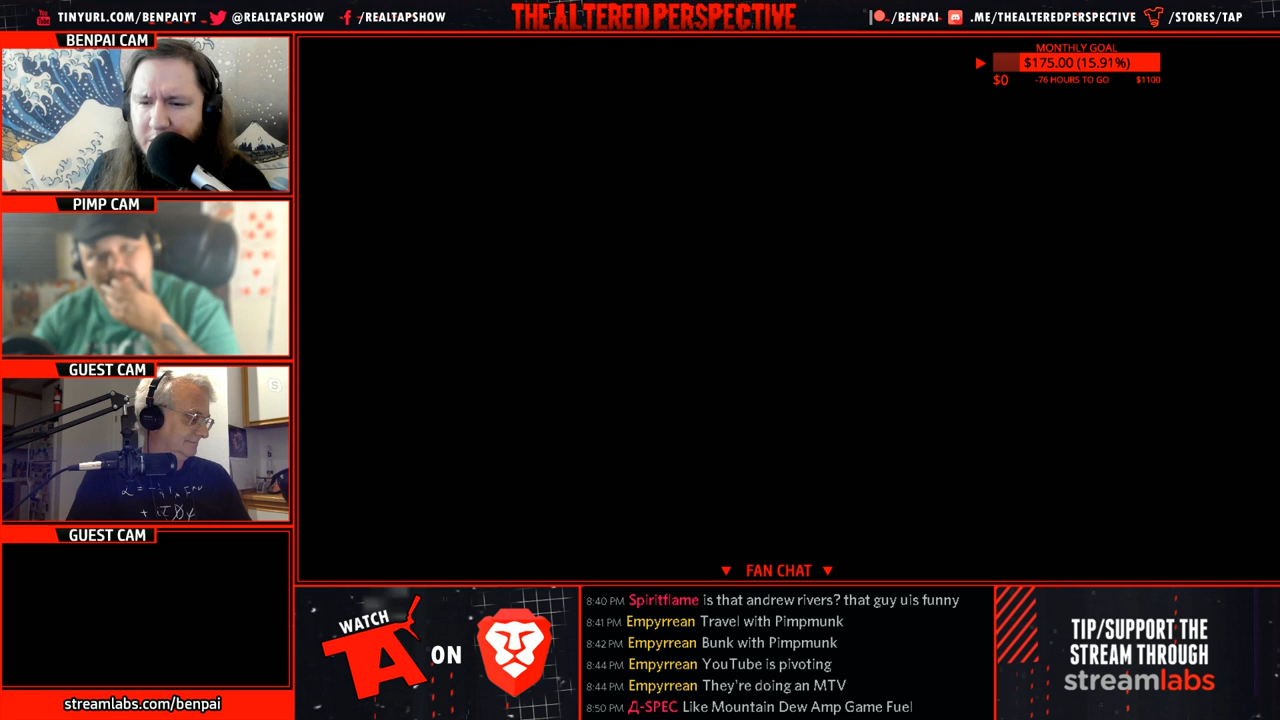 TINYURL.COM/BENPAIYT @REALTAPSHOW /REALTAPSHOW THE ALTERED PERSPECTIVE /BENPAI .ME/THEALTEREDPERSPECTIVE /STORES/TAP
BENPAI CAM
MONTHLY GOAL
$175.00 (15.91%)
$0 -76 HOURS TO GO $1100
PIMP CAM
GUEST CAM
GUEST CAM
FAN CHAT
WATCH
TA ON
8:40 PM Spiritflame is that andrew rivers? that guy uis funny
8:41 PM Empyrrean Travel with Pimpmunk
8:42 PM Empyrrean Bunk with Pimpmunk
8:44 PM Empyrrean YouTube is pivoting
8:44 PM Empyrrean They're doing an MTV
8:50 PM Д-SPEC Like Mountain Dew Amp Game Fuel
TIP/SUPPORT THE
STREAM THROUGH
streamlabs
streamlabs.com/benpai